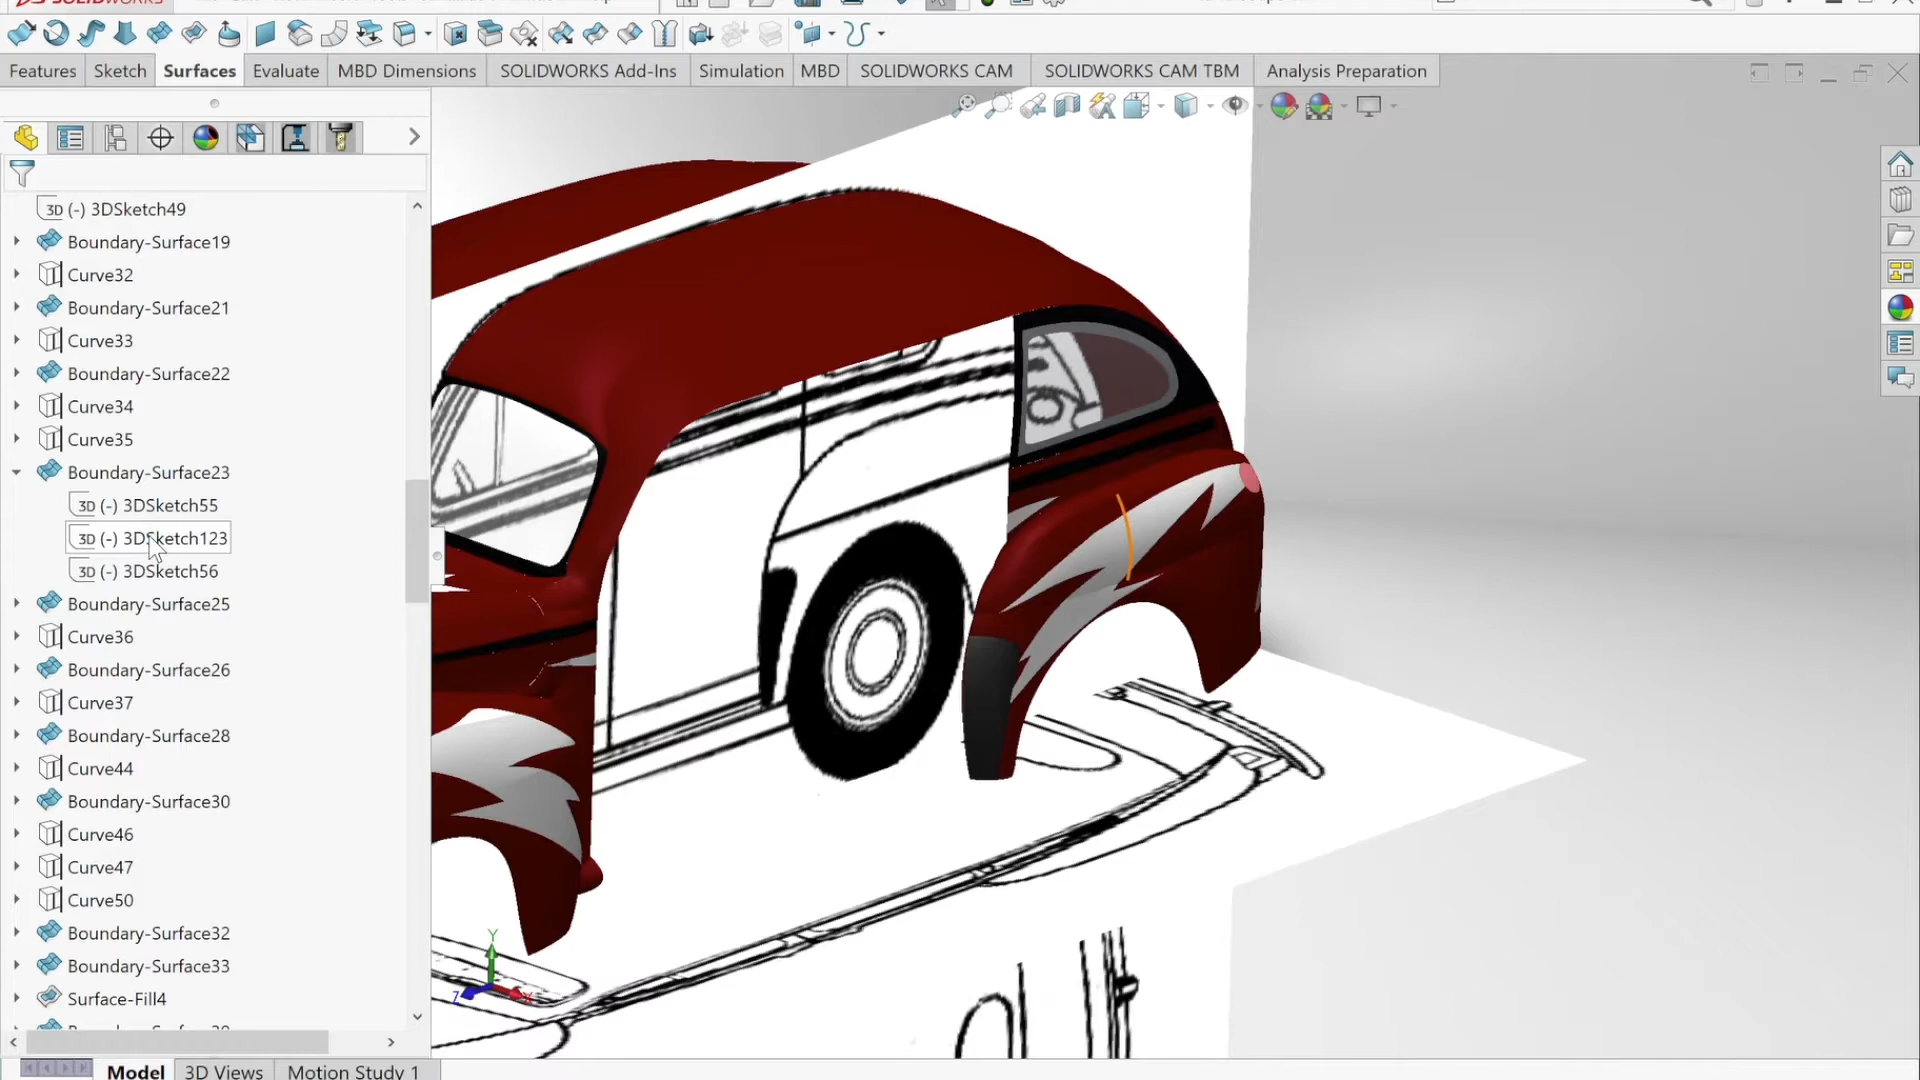 SOLIDWORKS
Features
Sketch
Surfaces
Evaluate
MBD Dimensions
SOLIDWORKS Add-Ins
Simulation
MBD
SOLIDWORKS CAM
SOLIDWORKS CAM TBM
Analysis Preparation
3D (-) 3DSketch49
Boundary-Surface19
Curve32
Boundary-Surface21
Curve33
Boundary-Surface22
Curve34
Curve35
Boundary-Surface23
3D (-) 3DSketch55
3D (-) 3DSketch123
3D (-) 3DSketch56
Boundary-Surface25
Curve36
Boundary-Surface26
Curve37
Boundary-Surface28
Curve44
Boundary-Surface30
Curve46
Curve47
Curve50
Boundary-Surface32
Boundary-Surface33
Surface-Fill4
Y
Z
X
Model
3D Views
Motion Study 1